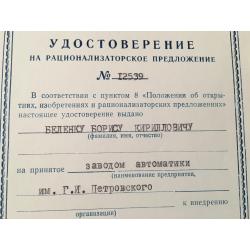 УДОСТОВЕРЕНИЕ
НА РАЦИОНАЛИЗАТОРСКОЕ ПРЕДЛОЖЕНИЕ
№ I2539
В соответствии с пунктом 8 «Положения об откры-
тиях, изобретениях и рационализаторских предложениях»
настоящее удостоверение выдано
БЕЛЕНКУ БОРИСУ КИРИЛЛОВИЧУ
(фамилия, имя, отчество)
на принятое заводом автоматики
(наименование предприятия,
им. Г.И. Петровского
к внедрению
организации)